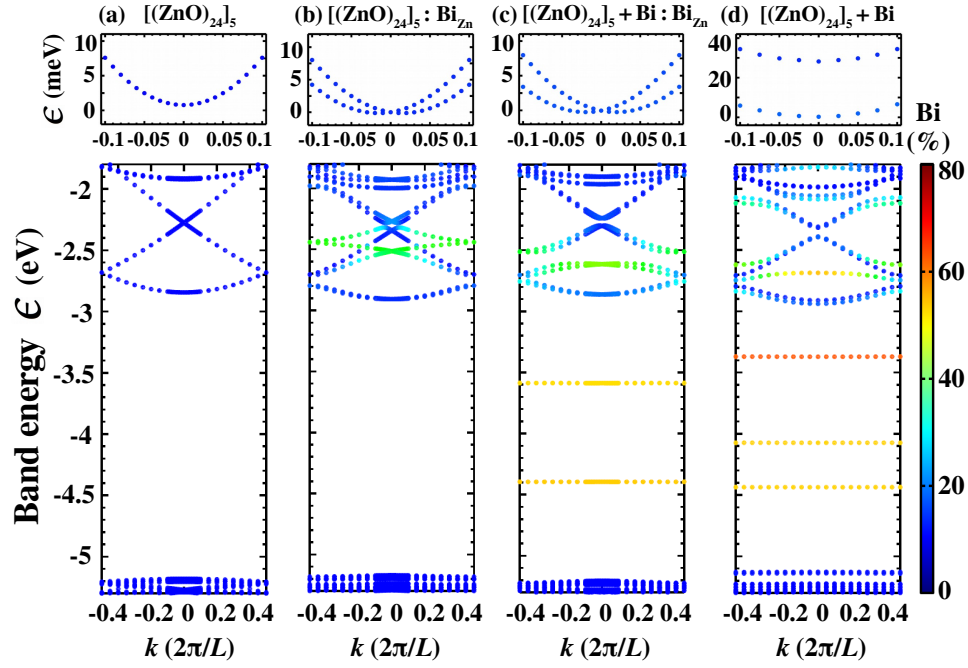 (a) [(ZnO)₂₄]₅ (b) [(ZnO)₂₄]₅ : Bi_Zn (c) [(ZnO)₂₄]₅ + Bi : Bi_Zn (d) [(ZnO)₂₄]₅ + Bi
ϵ (meV)
10 5 0
10 5 0
10 5 0
40 20 0
-0.1 -0.05 0 0.05 0.1
-0.1 -0.05 0 0.05 0.1
-0.1 -0.05 0 0.05 0.1
-0.1 -0.05 0 0.05 0.1
Bi
(%)
80
60
40
20
0
Band energy ϵ (eV)
-2
-2.5
-3
-3.5
-4
-4.5
-5
-0.4 -0.2 0 0.2 0.4
-0.4 -0.2 0 0.2 0.4
-0.4 -0.2 0 0.2 0.4
-0.4 -0.2 0 0.2 0.4
k (2π/L) k (2π/L) k (2π/L) k (2π/L)